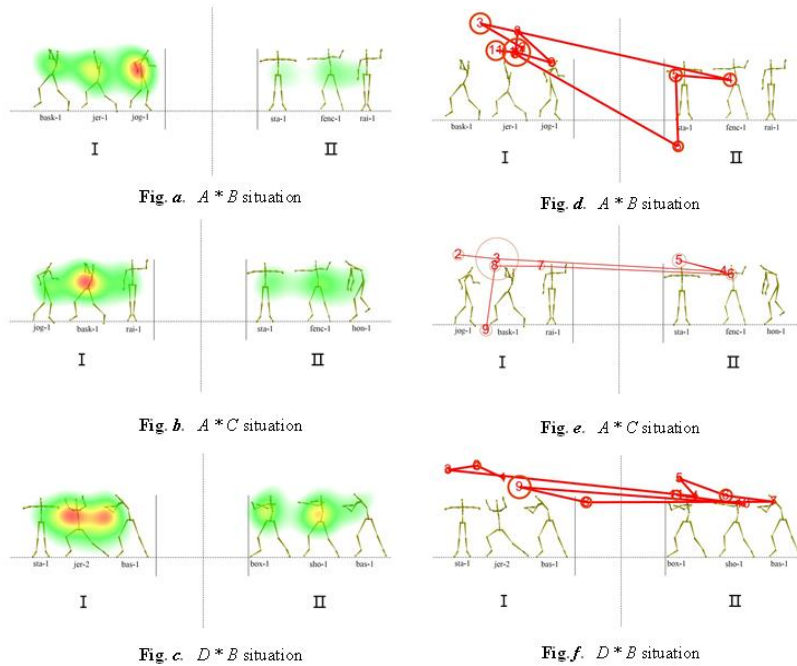 bask-1 jer-1 jog-1 sta-1 fenc-1 rai-1
I II
Fig. a. A * B situation
3 14
bask-1 jer-1 jog-1 sta-1 fenc-1 rai-1
I II
Fig. d. A * B situation
jog-1 bask-1 rai-1 sta-1 fenc-1 hon-1
I II
Fig. b. A * C situation
2 3 5
8 7 4 6
9
jog-1 bask-1 rai-1 sta-1 fenc-1 hon-1
I II
Fig. e. A * C situation
sta-1 jer-2 bas-1 box-1 sho-1 bas-1
I II
Fig. c. D * B situation
5
9
7
sta-1 jer-2 bas-1 box-1 sho-1 bas-1
I II
Fig. f. D * B situation